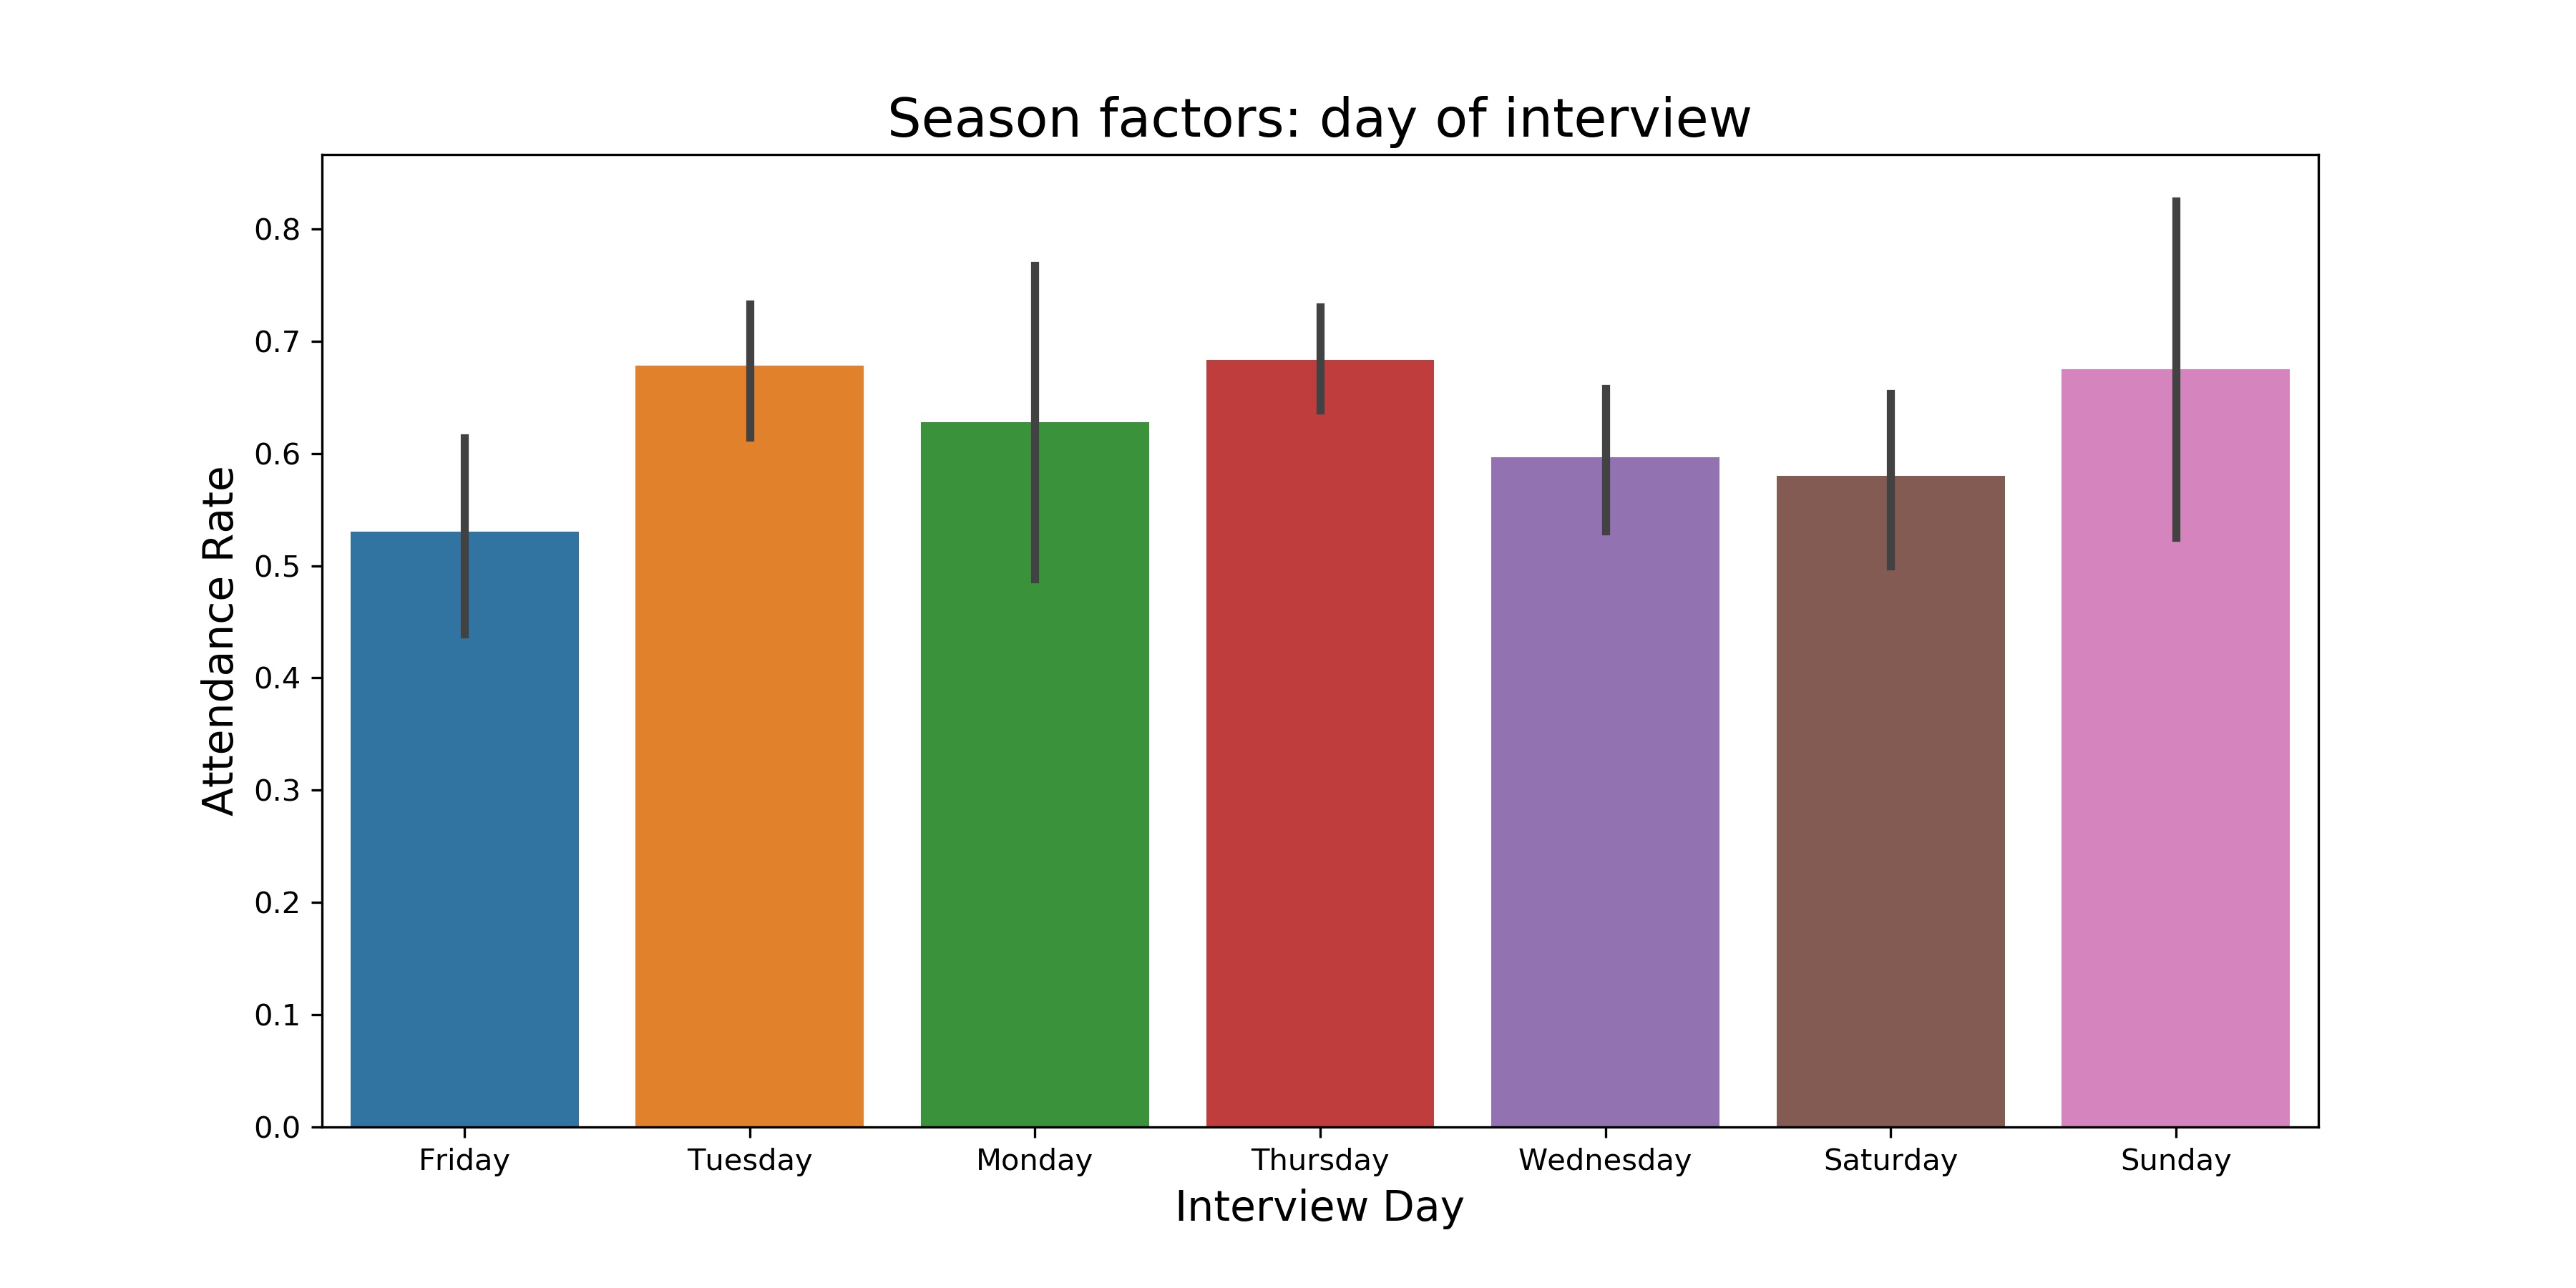 Season factors: day of interview
Attendance Rate
0.8
0.7
0.6
0.5
0.4
0.3
0.2
0.1
0.0
Friday Tuesday Monday Thursday Wednesday Saturday Sunday
Interview Day